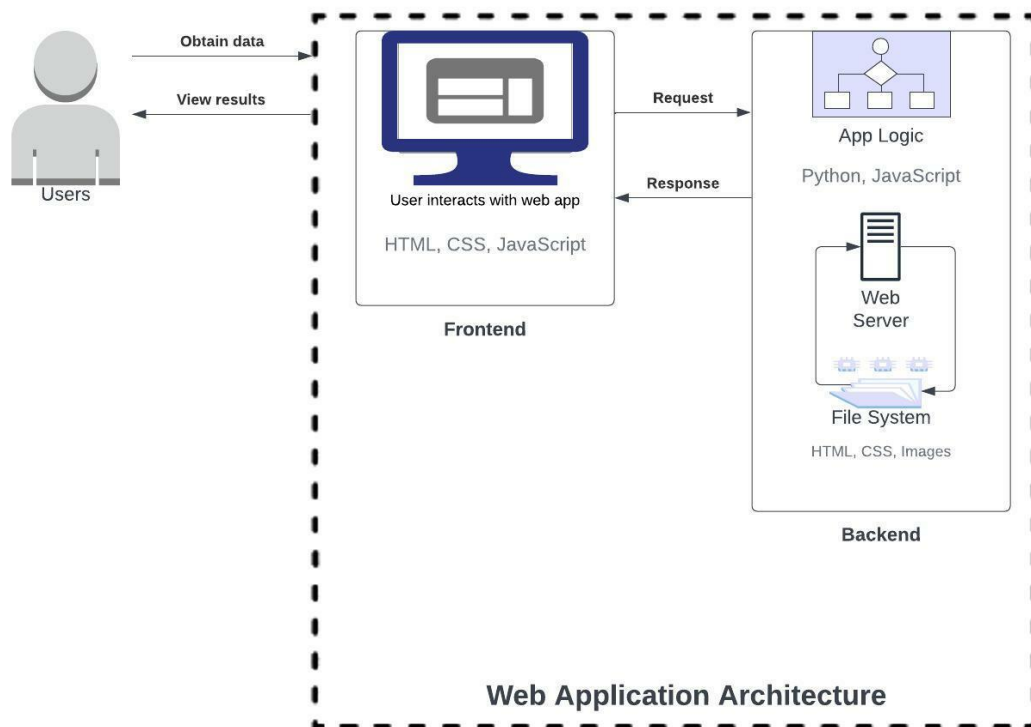 Obtain data
View results
Users
User interacts with web app
HTML, CSS, JavaScript
Frontend
Request
Response
App Logic
Python, JavaScript
Web
Server
File System
HTML, CSS, Images
Backend
Web Application Architecture